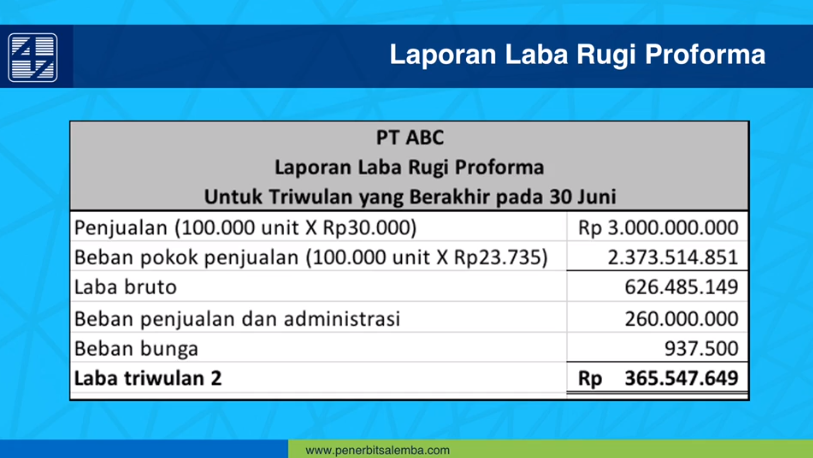 Laporan Laba Rugi Proforma
PT ABC
Laporan Laba Rugi Proforma
Untuk Triwulan yang Berakhir pada 30 Juni
Penjualan (100.000 unit X Rp30.000) Rp 3.000.000.000
Beban pokok penjualan (100.000 unit X Rp23.735) 2.373.514.851
Laba bruto 626.485.149
Beban penjualan dan administrasi 260.000.000
Beban bunga 937.500
Laba triwulan 2 Rp 365.547.649
www.penerbitsalemba.com